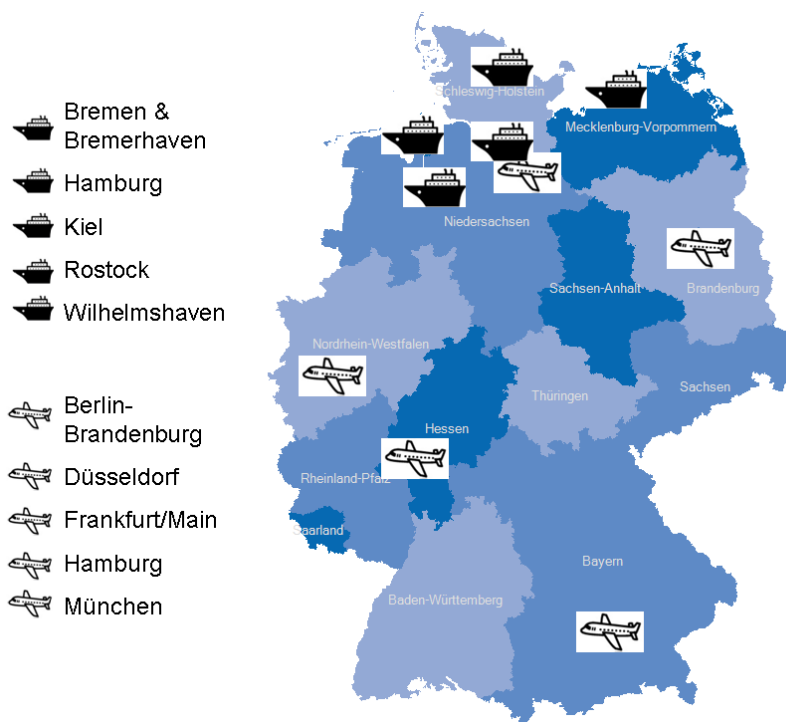 Bremen &
Bremerhaven
Hamburg
Kiel
Rostock
Wilhelmshaven
Berlin-
Brandenburg
Düsseldorf
Frankfurt/Main
Hamburg
München
Schleswig-Holstein
Mecklenburg-Vorpommern
Niedersachsen
Sachsen-Anhalt
Brandenburg
Nordrhein-Westfalen
Sachsen
Thüringen
Hessen
Rheinland-Pfalz
Saarland
Bayern
Baden-Württemberg